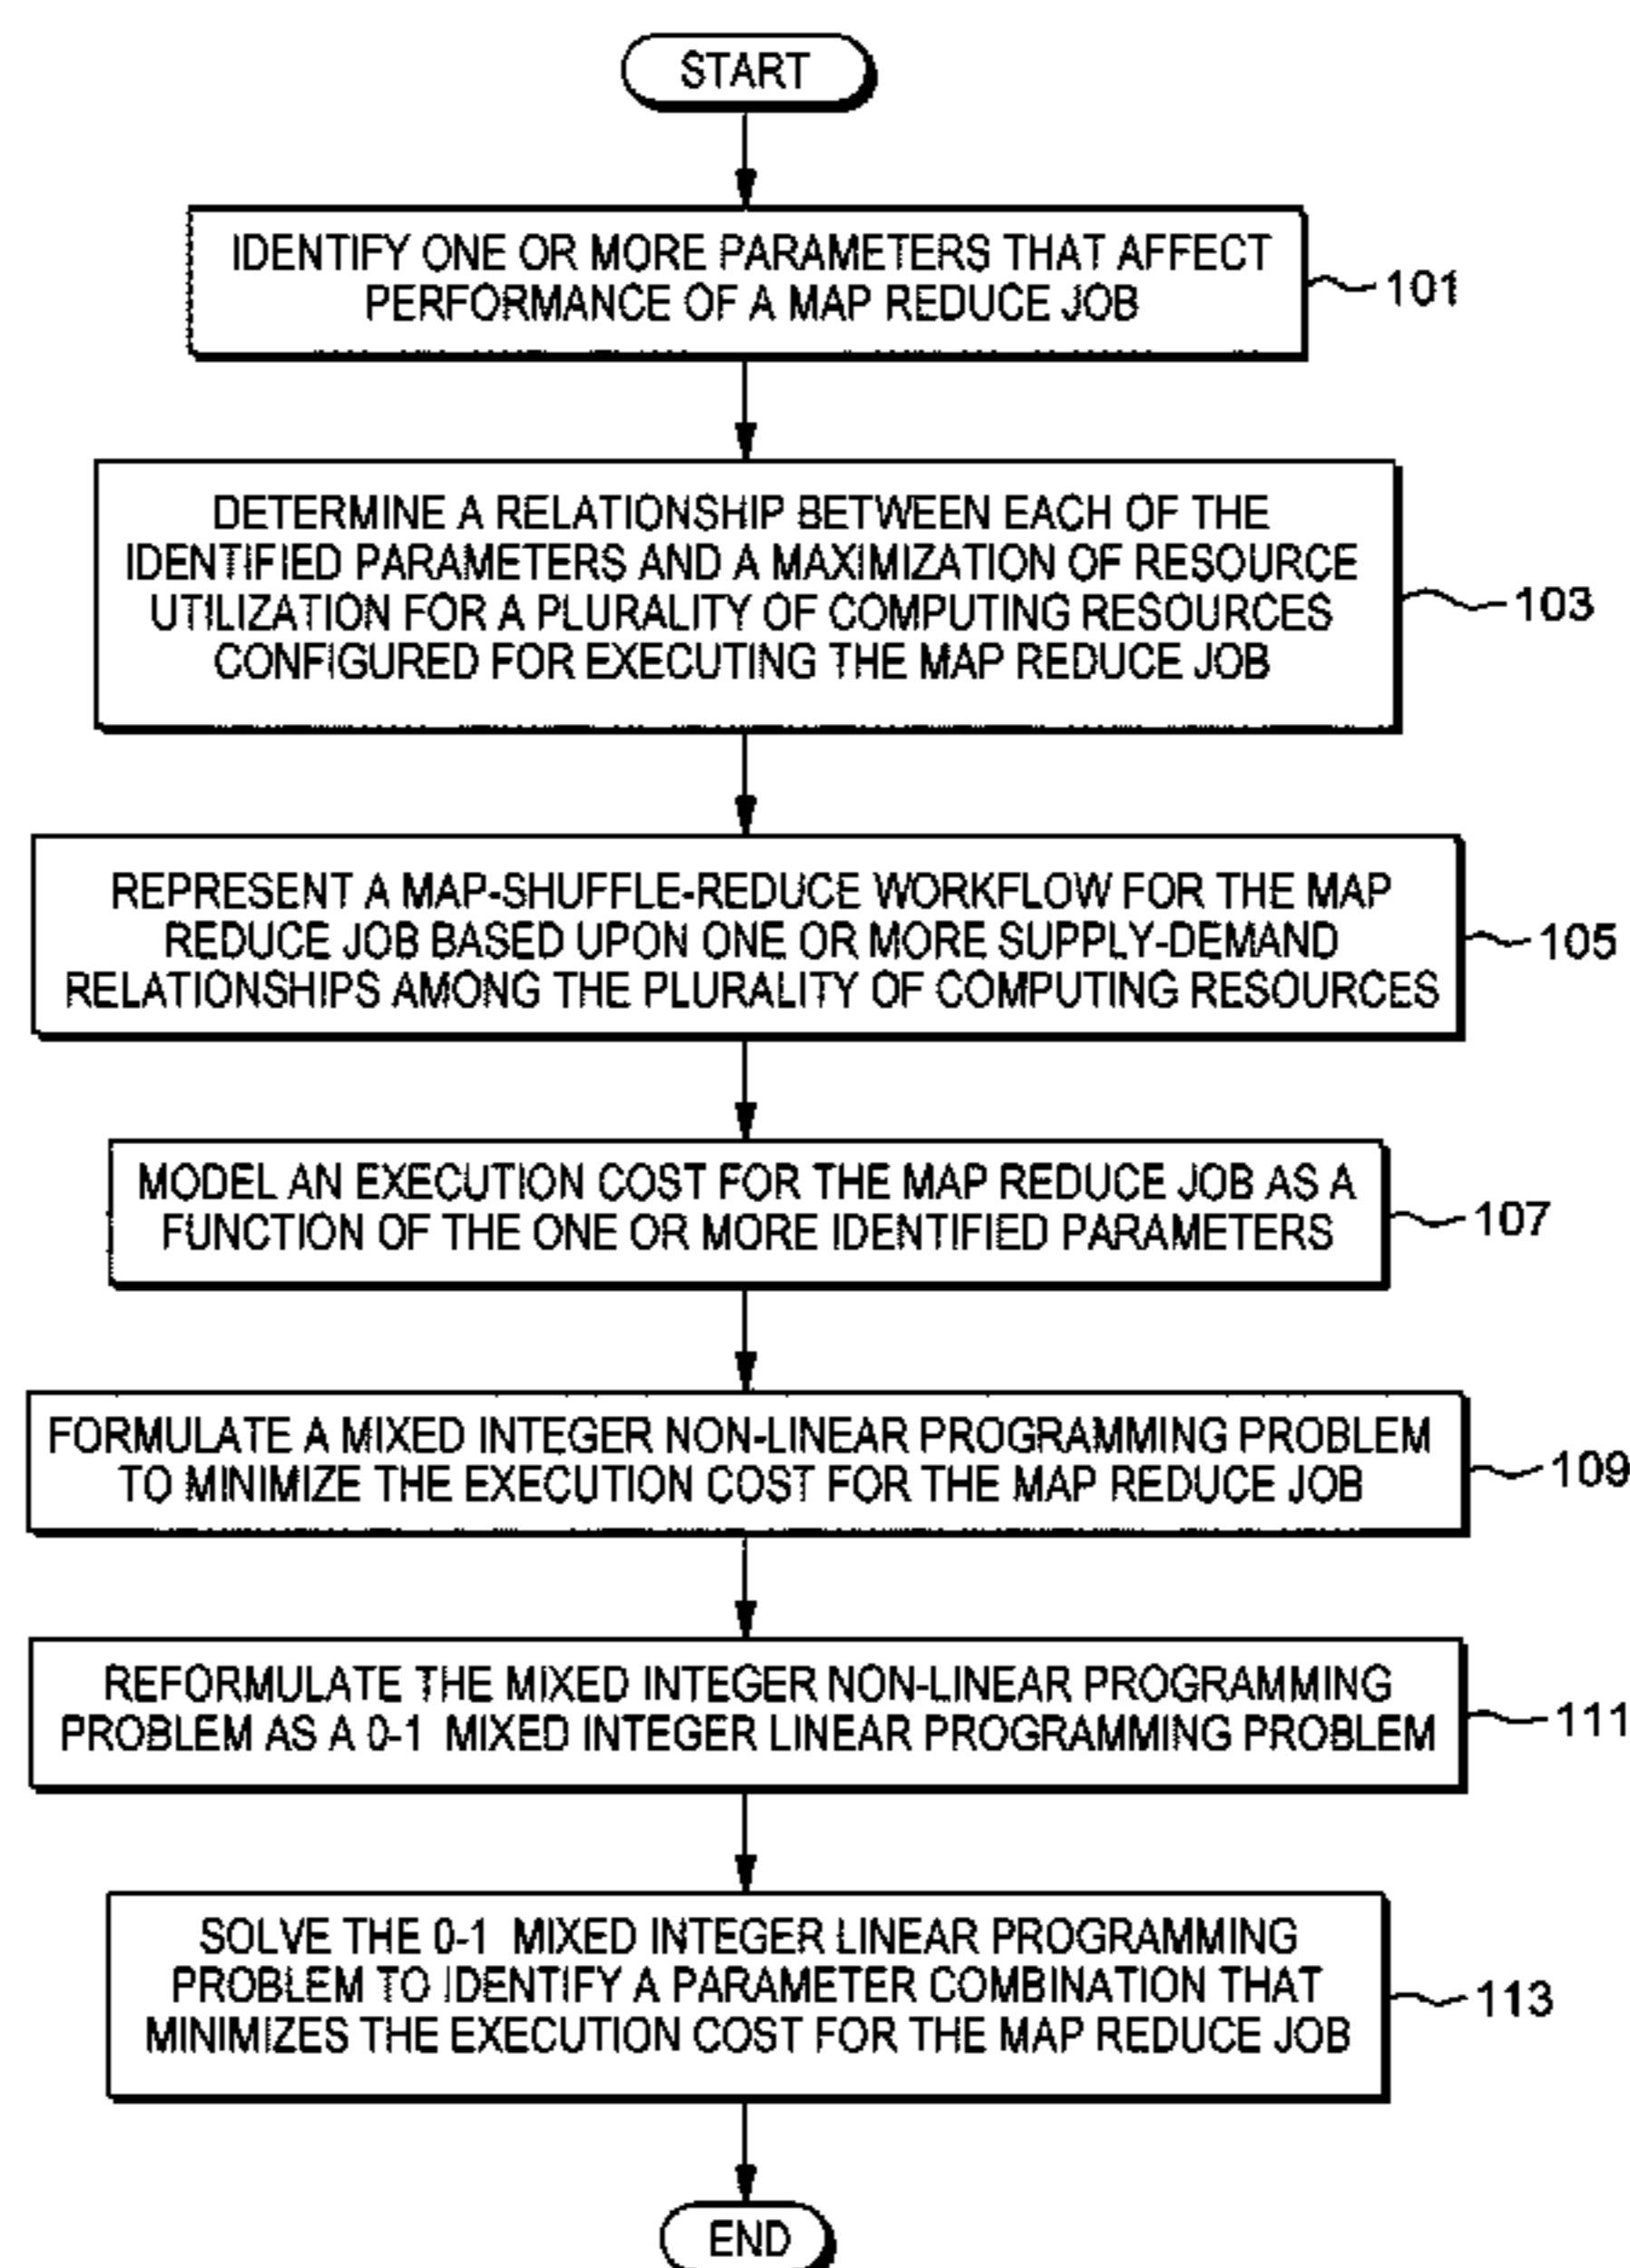 START
IDENTIFY ONE OR MORE PARAMETERS THAT AFFECT
PERFORMANCE OF A MAP REDUCE JOB
101
DETERMINE A RELATIONSHIP BETWEEN EACH OF THE
IDENTIFIED PARAMETERS AND A MAXIMIZATION OF RESOURCE
UTILIZATION FOR A PLURALITY OF COMPUTING RESOURCES
CONFIGURED FOR EXECUTING THE MAP REDUCE JOB
103
REPRESENT A MAP-SHUFFLE-REDUCE WORKFLOW FOR THE MAP
REDUCE JOB BASED UPON ONE OR MORE SUPPLY-DEMAND
RELATIONSHIPS AMONG THE PLURALITY OF COMPUTING RESOURCES
105
MODEL AN EXECUTION COST FOR THE MAP REDUCE JOB AS A
FUNCTION OF THE ONE OR MORE IDENTIFIED PARAMETERS
107
FORMULATE A MIXED INTEGER NON-LINEAR PROGRAMMING PROBLEM
TO MINIMIZE THE EXECUTION COST FOR THE MAP REDUCE JOB
109
REFORMULATE THE MIXED INTEGER NON-LINEAR PROGRAMMING
PROBLEM AS A 0-1 MIXED INTEGER LINEAR PROGRAMMING PROBLEM
111
SOLVE THE 0-1 MIXED INTEGER LINEAR PROGRAMMING
PROBLEM TO IDENTIFY A PARAMETER COMBINATION THAT
MINIMIZES THE EXECUTION COST FOR THE MAP REDUCE JOB
113
END